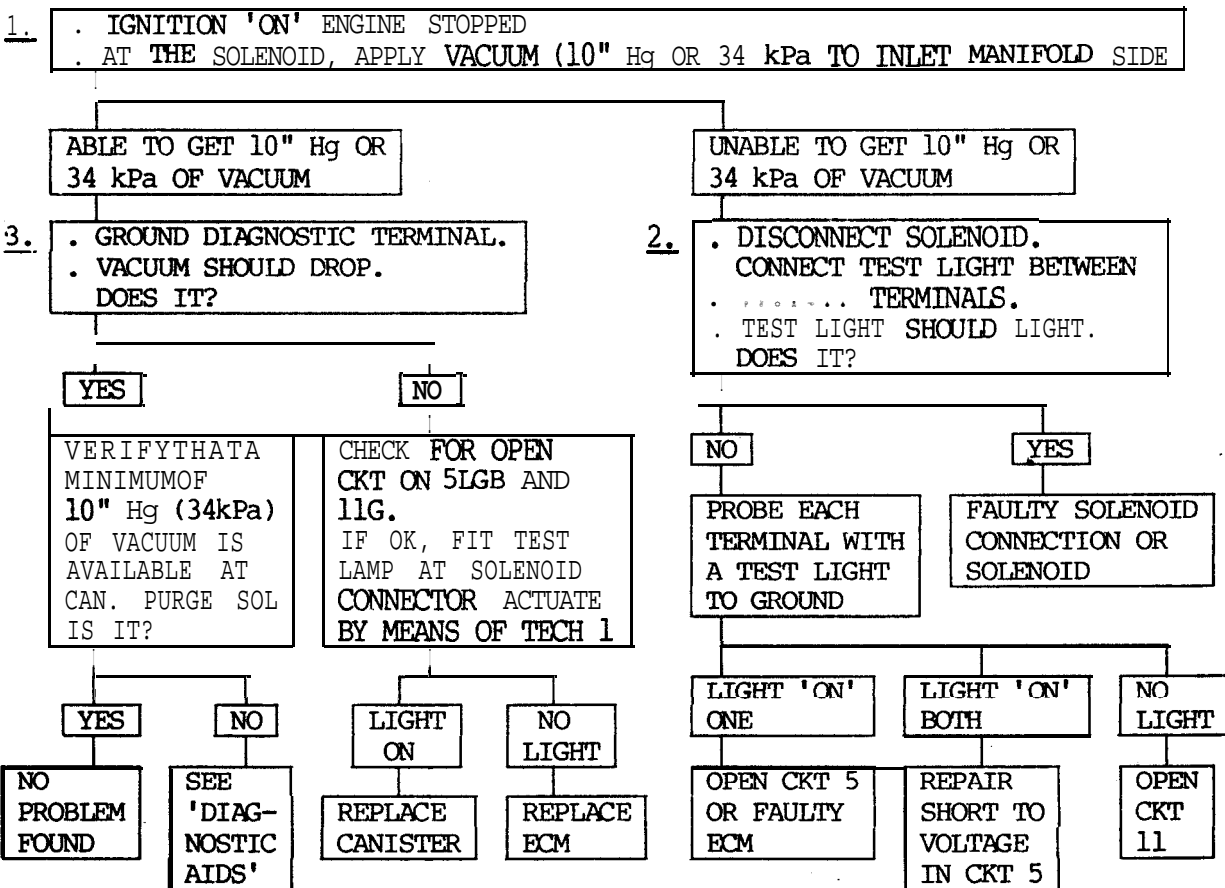 1.
. IGNITION 'ON' ENGINE STOPPED
. AT THE SOLENOID, APPLY VACUUM (10" Hg OR 34 kPa TO INLET MANIFOLD SIDE
ABLE TO GET 10" Hg OR
34 kPa OF VACUUM
UNABLE TO GET 10" Hg OR
34 kPa OF VACUUM
3.
. GROUND DIAGNOSTIC TERMINAL.
. VACUUM SHOULD DROP.
DOES IT?
2.
. DISCONNECT SOLENOID.
CONNECT TEST LIGHT BETWEEN
. TERMINALS.
. TEST LIGHT SHOULD LIGHT.
DOES IT?
YES
NO
VERIFYTHATA
MINIMUMOF
10" Hg (34kPa)
OF VACUUM IS
AVAILABLE AT
CAN. PURGE SOL
IS IT?
CHECK FOR OPEN
CKT ON 5LGB AND
11G.
IF OK, FIT TEST
LAMP AT SOLENOID
CONNECTOR ACTUATE
BY MEANS OF TECH 1
NO
YES
PROBE EACH
TERMINAL WITH
A TEST LIGHT
TO GROUND
FAULTY SOLENOID
CONNECTION OR
SOLENOID
YES
NO
LIGHT
ON
NO
LIGHT
LIGHT 'ON'
ONE
LIGHT 'ON'
BOTH
NO
LIGHT
NO
PROBLEM
FOUND
SEE
'DIAG-
NOSTIC
AIDS'
REPLACE
CANISTER
REPLACE
ECM
OPEN CKT 5
OR FAULTY
ECM
REPAIR
SHORT TO
VOLTAGE
IN CKT 5
OPEN
CKT
11